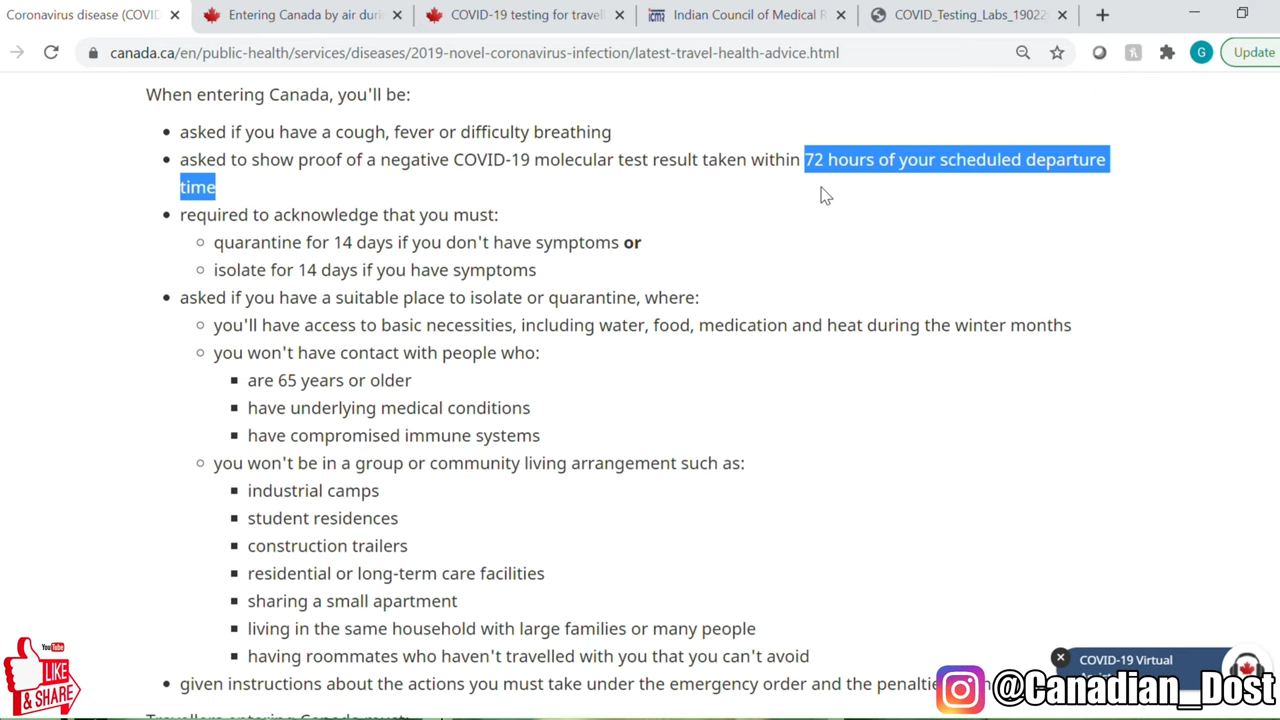 Coronavirus disease (COVID
Entering Canada by air duri
COVID-19 testing for travell
Indian Council of Medical R
COVID_Testing_Labs_19022
canada.ca/en/public-health/services/diseases/2019-novel-coronavirus-infection/latest-travel-health-advice.html
G
Update
When entering Canada, you'll be:
• asked if you have a cough, fever or difficulty breathing
• asked to show proof of a negative COVID-19 molecular test result taken within 72 hours of your scheduled departure
time
• required to acknowledge that you must:
○ quarantine for 14 days if you don't have symptoms or
○ isolate for 14 days if you have symptoms
• asked if you have a suitable place to isolate or quarantine, where:
○ you'll have access to basic necessities, including water, food, medication and heat during the winter months
○ you won't have contact with people who:
▪ are 65 years or older
▪ have underlying medical conditions
▪ have compromised immune systems
○ you won't be in a group or community living arrangement such as:
▪ industrial camps
▪ student residences
▪ construction trailers
▪ residential or long-term care facilities
▪ sharing a small apartment
▪ living in the same household with large families or many people
▪ having roommates who haven't travelled with you that you can't avoid
• given instructions about the actions you must take under the emergency order and the penaltie
COVID-19 Virtual
You Tube
LIKE
& SHARE
@Canadian_Dost